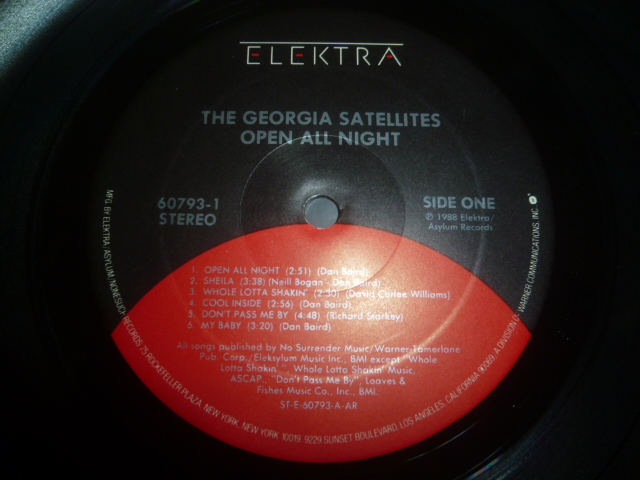 ELEKTRA
THE GEORGIA SATELLITES
OPEN ALL NIGHT
60793-1
STEREO
SIDE ONE
℗ 1988 Elektra/
Asylum Records
1. OPEN ALL NIGHT (2:51) (Dan Baird)
2. SHEILA (3:38) (Neill Bogan - Dan Baird)
3. WHOLE LOTTA SHAKIN' (2:30) (David Curlee Williams)
4. COOL INSIDE (2:56) (Dan Baird)
5. DON'T PASS ME BY (4:48) (Richard Starkey)
6. MY BABY (3:20) (Dan Baird)
All songs published by No Surrender Music/Warner-Tamerlane
Pub. Corp./Eleksylum Music Inc., BMI except "Whole
Lotta Shakin'", Whole Lotta Shakin' Music,
ASCAP, "Don't Pass Me By", Loaves &
Fishes Music Co., Inc., BMI.
ST-E-60793-A-AR
MFG. BY ELEKTRA/ASYLUM/NONESUCH RECORDS 75 ROCKEFELLER PLAZA, NEW YORK, NEW YORK 10019. 9229 SUNSET BOULEVARD, LOS ANGELES, CALIFORNIA 90069. A DIVISION OF WARNER COMMUNICATIONS, INC.